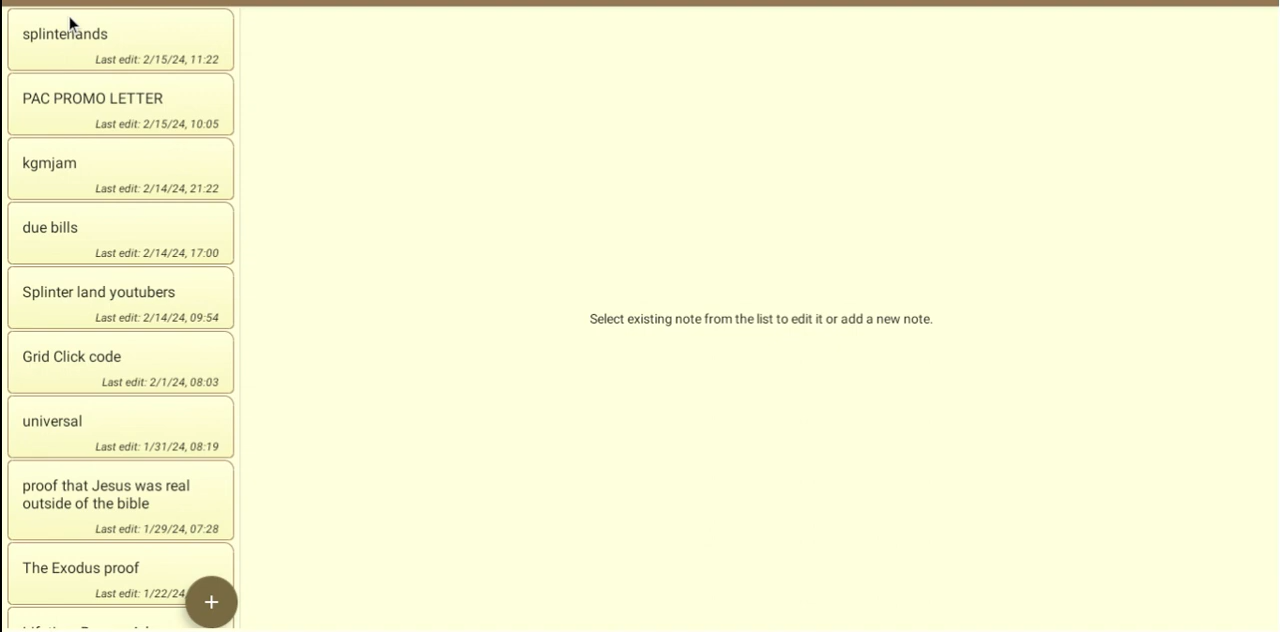 splinterlands
Last edit: 2/15/24, 11:22
PAC PROMO LETTER
Last edit: 2/15/24, 10:05
kgmjam
Last edit: 2/14/24, 21:22
due bills
Last edit: 2/14/24, 17:00
Splinter land youtubers
Last edit: 2/14/24, 09:54
Grid Click code
Last edit: 2/1/24, 08:03
universal
Last edit: 1/31/24, 08:19
proof that Jesus was real
outside of the bible
Last edit: 1/29/24, 07:28
The Exodus proof
Last edit: 1/22/24,
Select existing note from the list to edit it or add a new note.
+